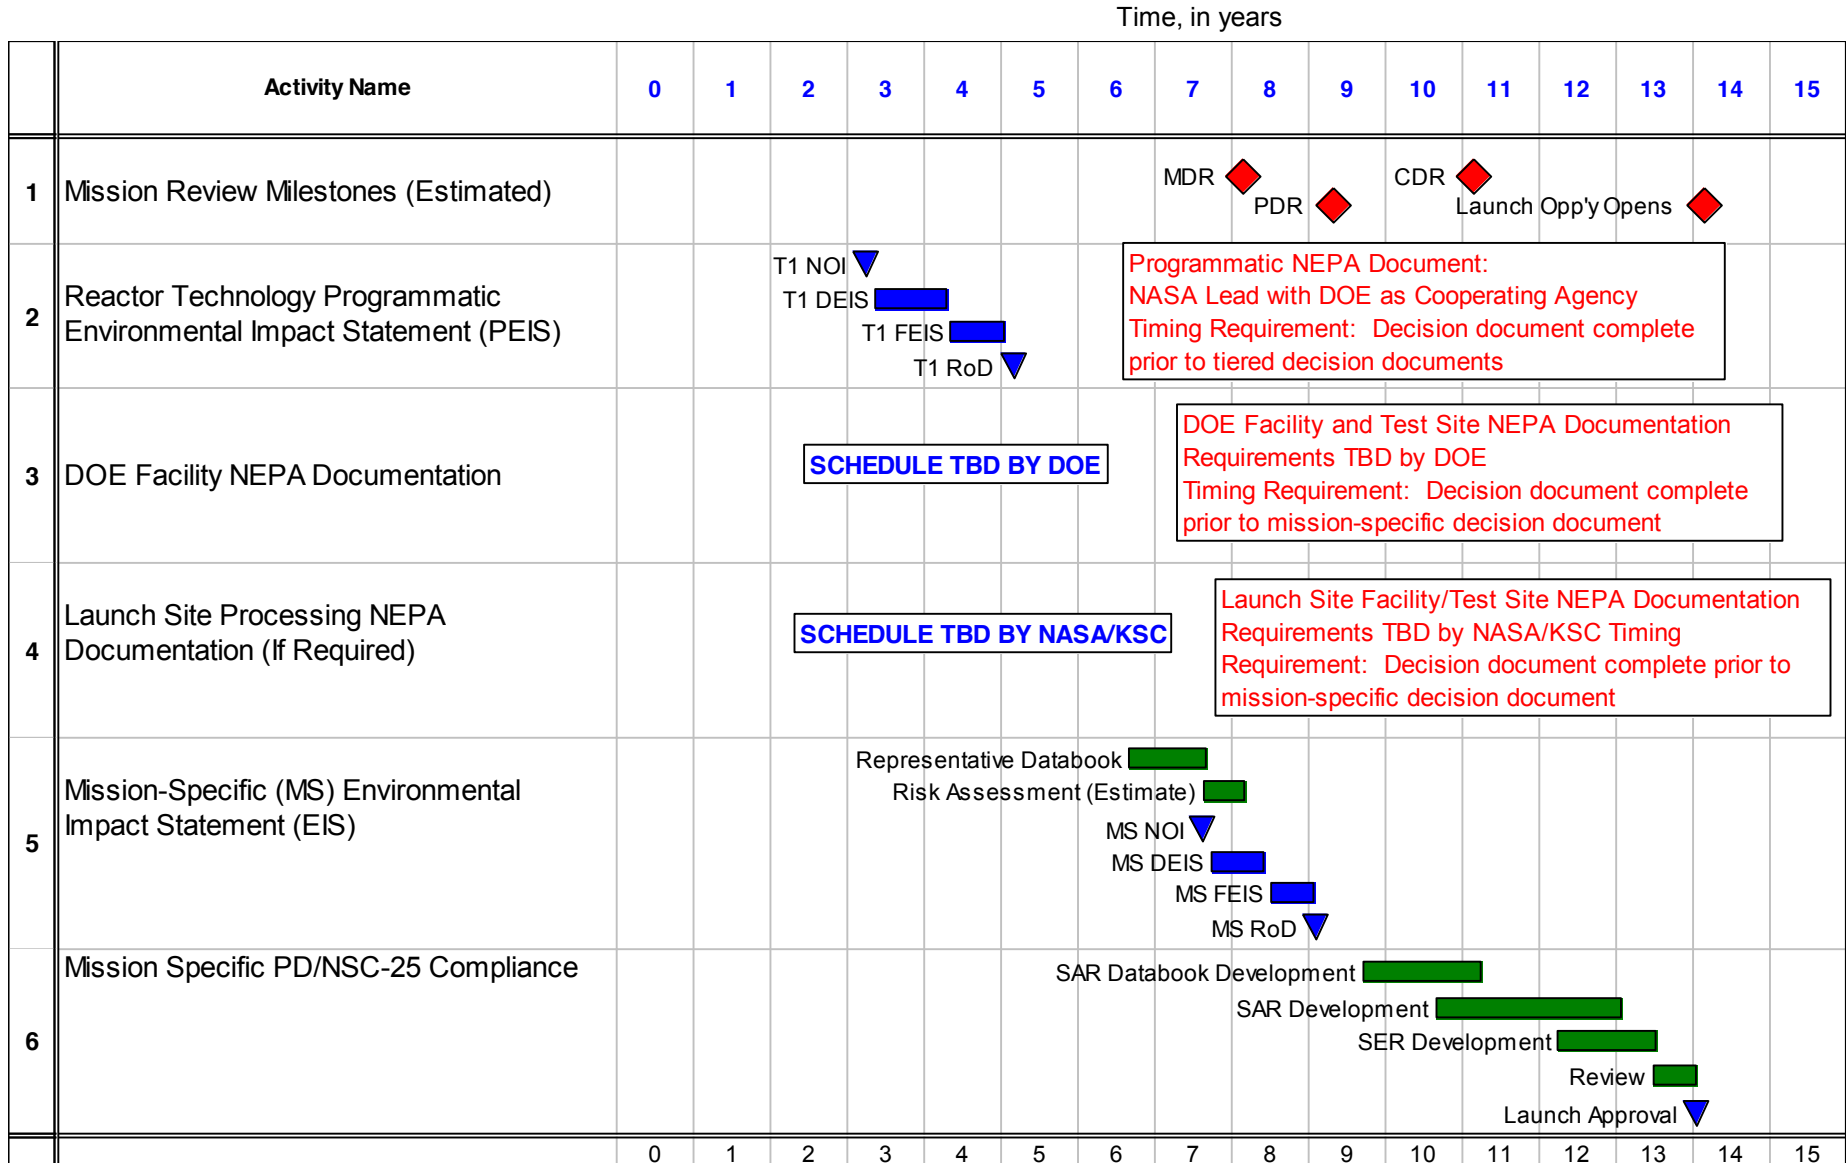 Time, in years
Activity Name 0 1 2 3 4 5 6 7 8 9 10 11 12 13 14 15
1 Mission Review Milestones (Estimated)
MDR
CDR
PDR
Launch Opp'y Opens
2 Reactor Technology Programmatic
Environmental Impact Statement (PEIS)
T1 NOI
T1 DEIS
T1 FEIS
T1 RoD
Programmatic NEPA Document:
NASA Lead with DOE as Cooperating Agency
Timing Requirement: Decision document complete
prior to tiered decision documents
3 DOE Facility NEPA Documentation
SCHEDULE TBD BY DOE
DOE Facility and Test Site NEPA Documentation
Requirements TBD by DOE
Timing Requirement: Decision document complete
prior to mission-specific decision document
4 Launch Site Processing NEPA
Documentation (If Required)
SCHEDULE TBD BY NASA/KSC
Launch Site Facility/Test Site NEPA Documentation
Requirements TBD by NASA/KSC Timing
Requirement: Decision document complete prior to
mission-specific decision document
5 Mission-Specific (MS) Environmental
Impact Statement (EIS)
Representative Databook
Risk Assessment (Estimate)
MS NOI
MS DEIS
MS FEIS
MS RoD
6 Mission Specific PD/NSC-25 Compliance
SAR Databook Development
SAR Development
SER Development
Review
Launch Approval
0 1 2 3 4 5 6 7 8 9 10 11 12 13 14 15